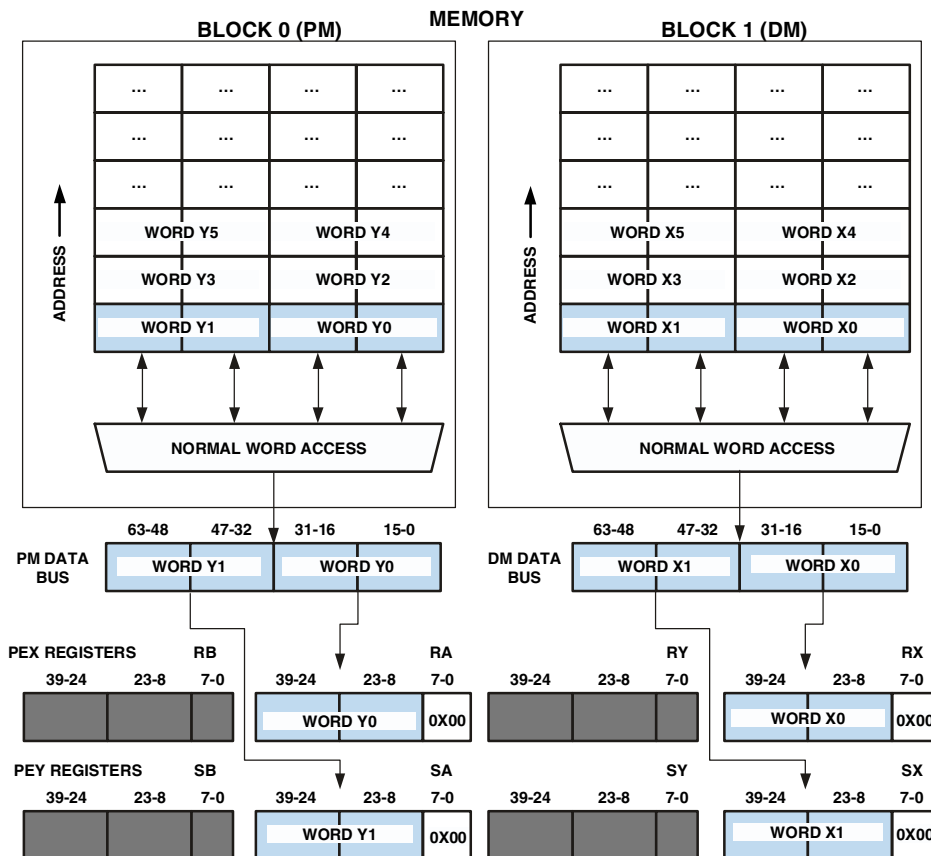 MEMORY
BLOCK 0 (PM) BLOCK 1 (DM)
... ... ... ... ... ... ... ...
... ... ... ... ... ... ... ...
... ... ... ... ... ... ... ...
WORD Y5 WORD Y4 WORD X5 WORD X4
WORD Y3 WORD Y2 WORD X3 WORD X2
WORD Y1 WORD Y0 WORD X1 WORD X0
ADDRESS ADDRESS
NORMAL WORD ACCESS NORMAL WORD ACCESS
63-48 47-32 31-16 15-0 63-48 47-32 31-16 15-0
PM DATA BUS WORD Y1 WORD Y0 DM DATA BUS WORD X1 WORD X0
PEX REGISTERS RB RA RY RX
39-24 23-8 7-0 39-24 23-8 7-0 39-24 23-8 7-0 39-24 23-8 7-0
WORD Y0 0X00 WORD X0 0X00
PEY REGISTERS SB SA SY SX
39-24 23-8 7-0 39-24 23-8 7-0 39-24 23-8 7-0 39-24 23-8 7-0
WORD Y1 0X00 WORD X1 0X00